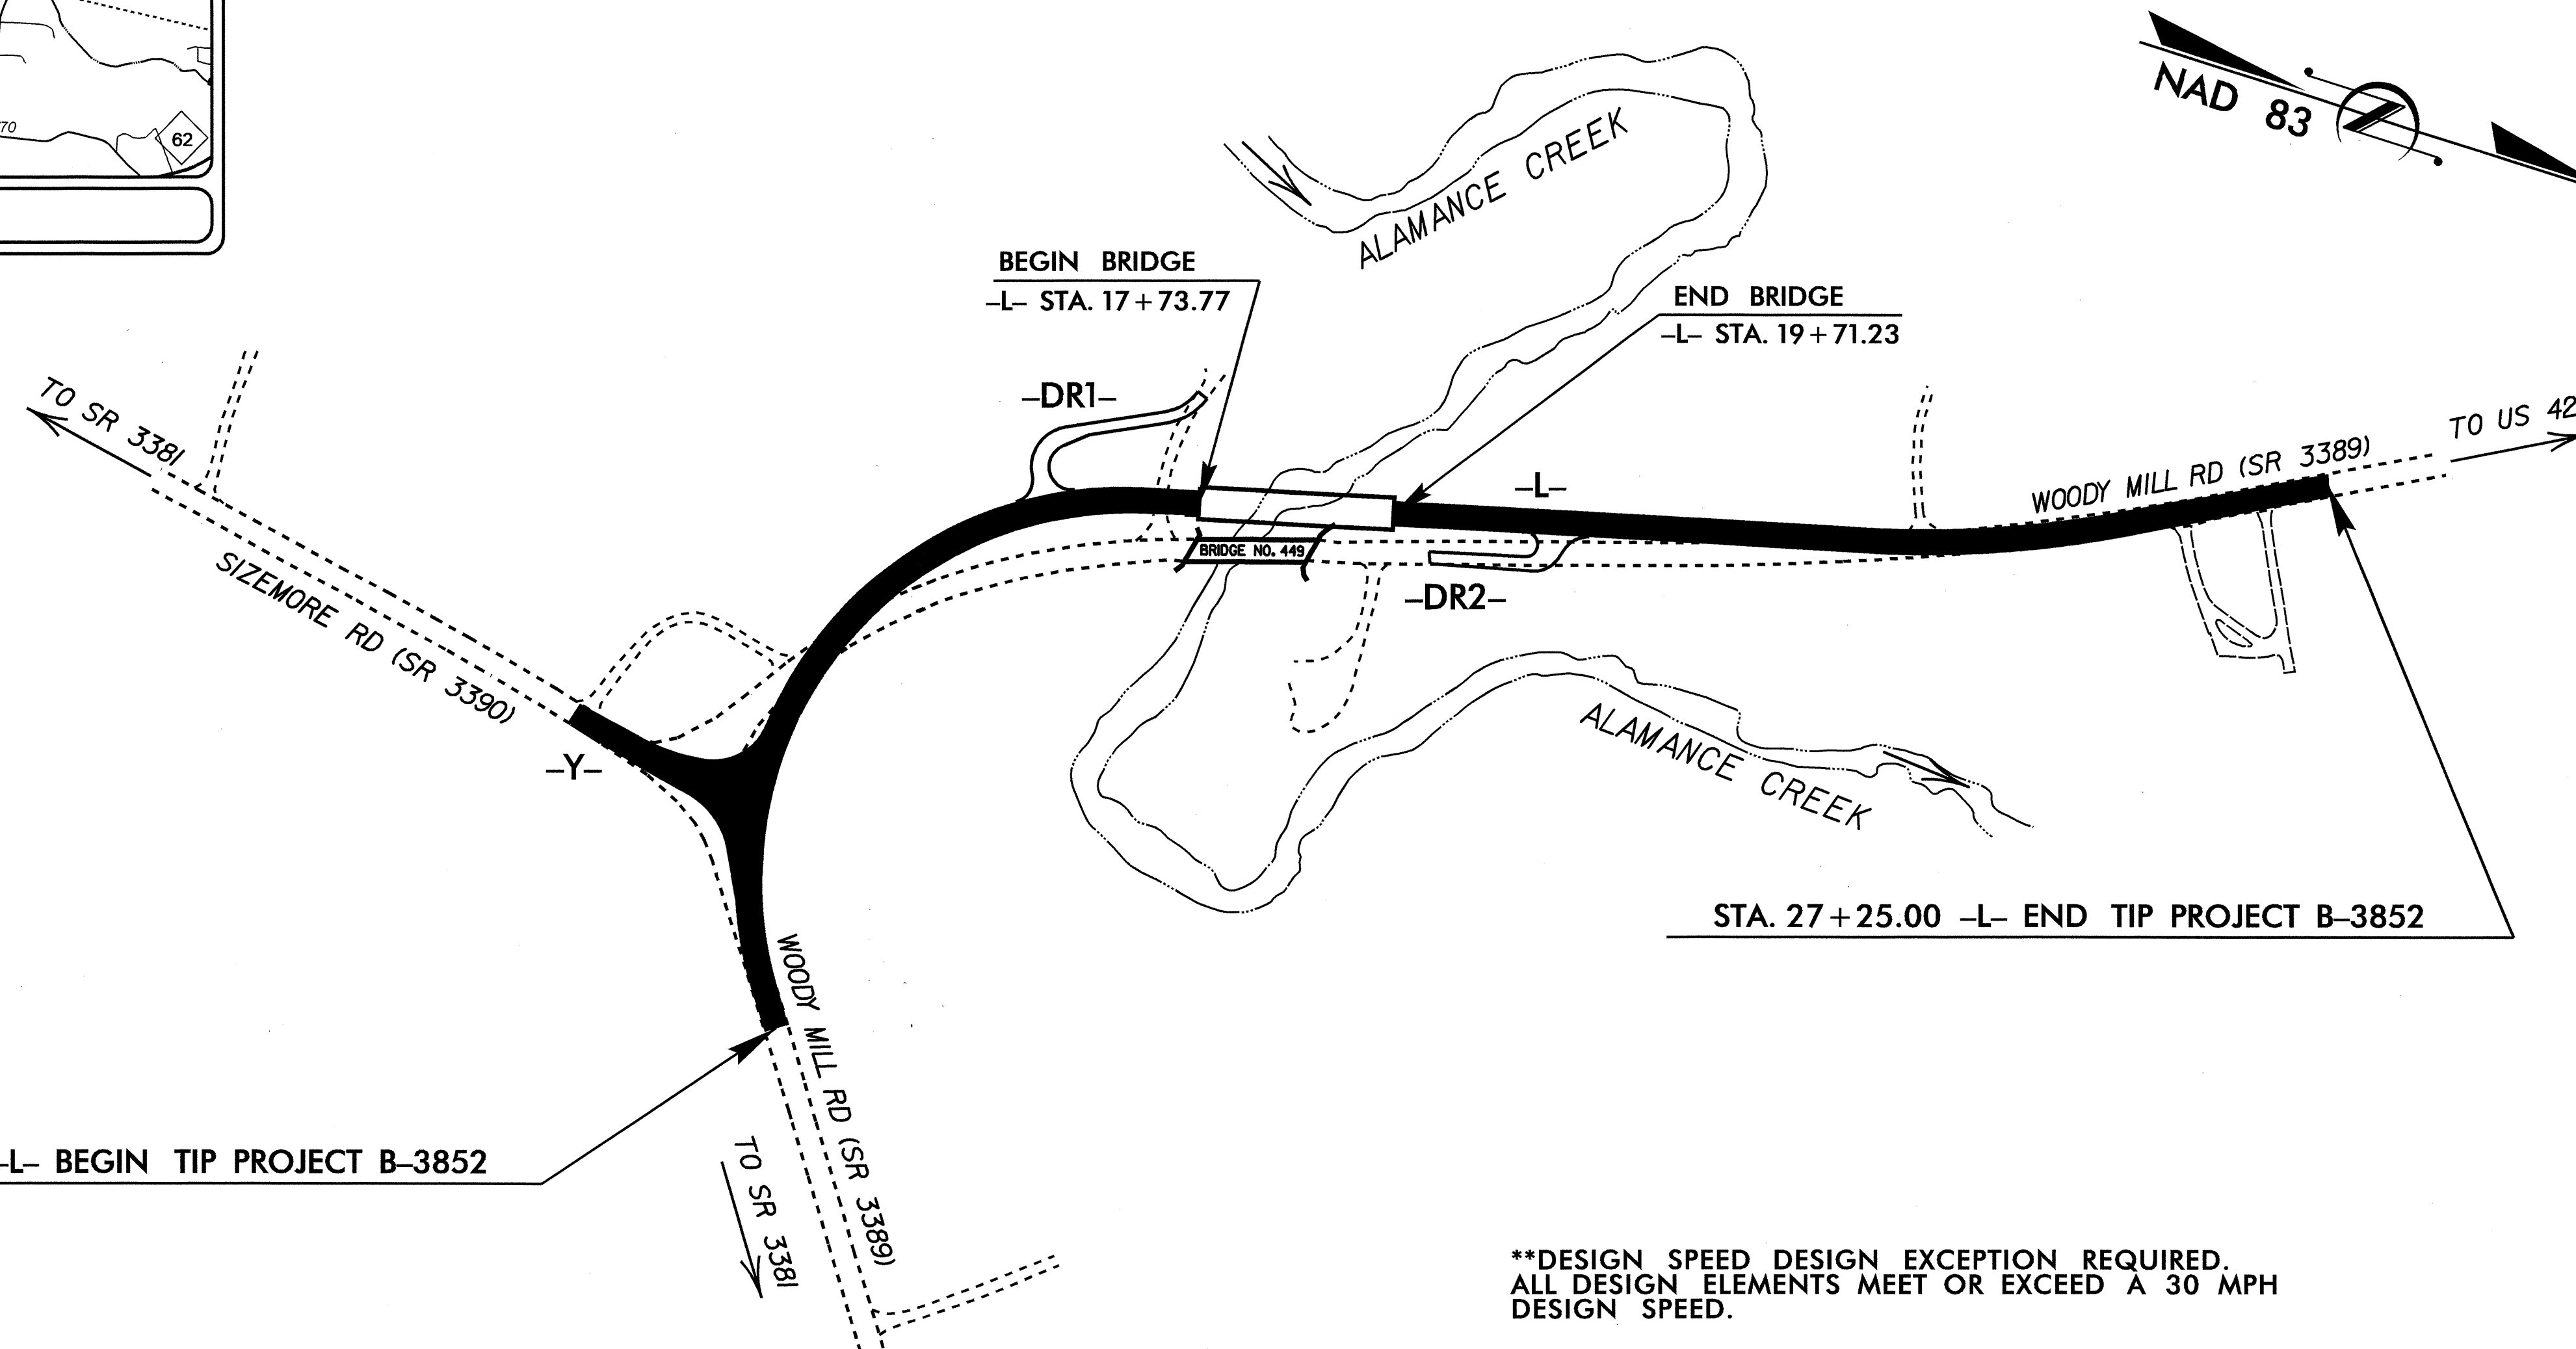 70
62
NAD 83
ALAMANCE CREEK
BEGIN BRIDGE
-L- STA. 17+73.77
END BRIDGE
-L- STA. 19+71.23
-DR1-
TO SR 3381
-L-
WOODY MILL RD (SR 3389)
TO US 42
BRIDGE NO. 449
-DR2-
SIZEMORE RD (SR 3390)
-Y-
ALAMANCE CREEK
STA. 27+25.00 -L- END TIP PROJECT B-3852
WOODY MILL RD (SR 3389)
-L- BEGIN TIP PROJECT B-3852
TO SR 3381
**DESIGN SPEED DESIGN EXCEPTION REQUIRED.
ALL DESIGN ELEMENTS MEET OR EXCEED A 30 MPH
DESIGN SPEED.